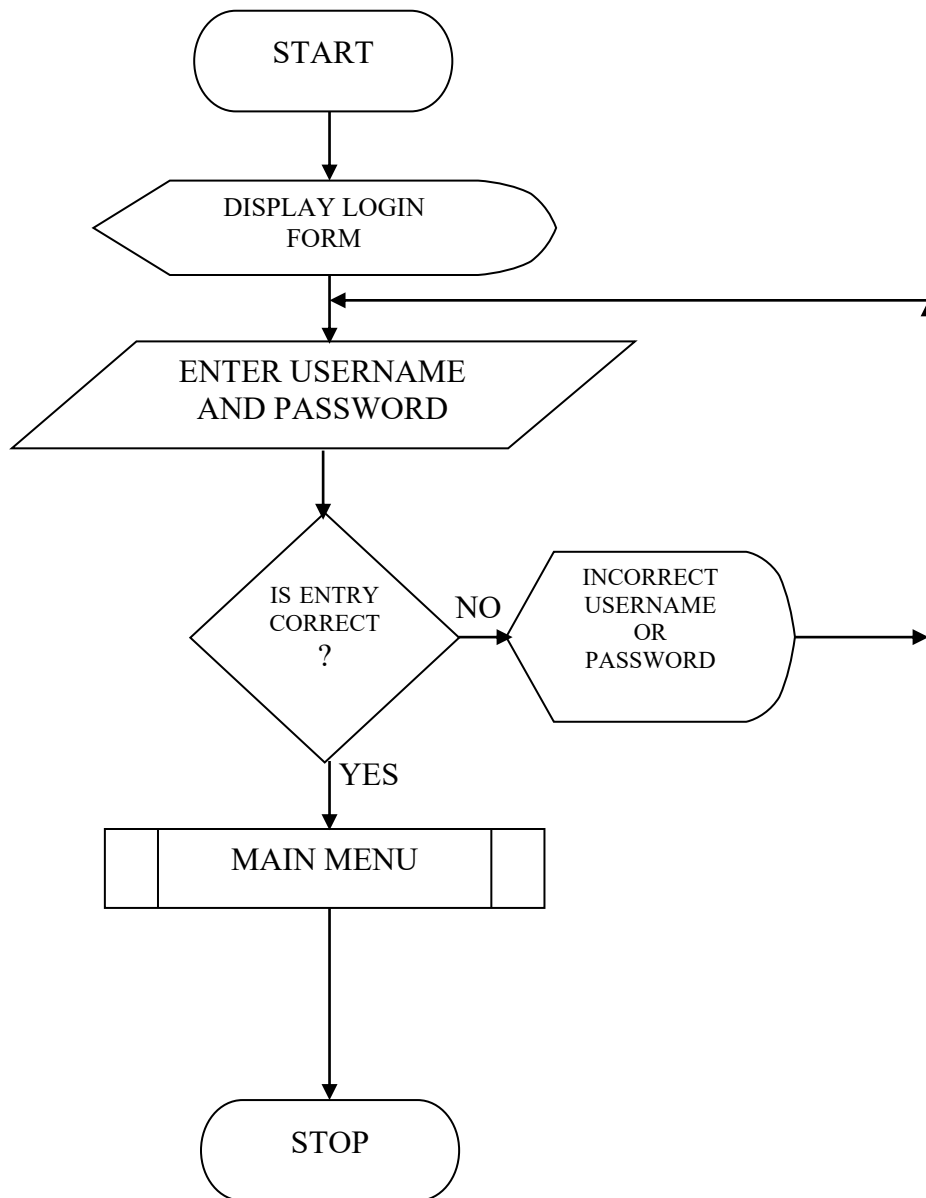 START
DISPLAY LOGIN
FORM
ENTER USERNAME
AND PASSWORD
IS ENTRY
CORRECT
?
NO
INCORRECT
USERNAME
OR
PASSWORD
YES
MAIN MENU
STOP